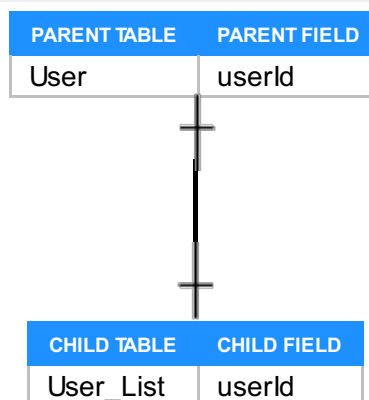 PARENT TABLE PARENT FIELD
User userId
CHILD TABLE CHILD FIELD
User_List userId